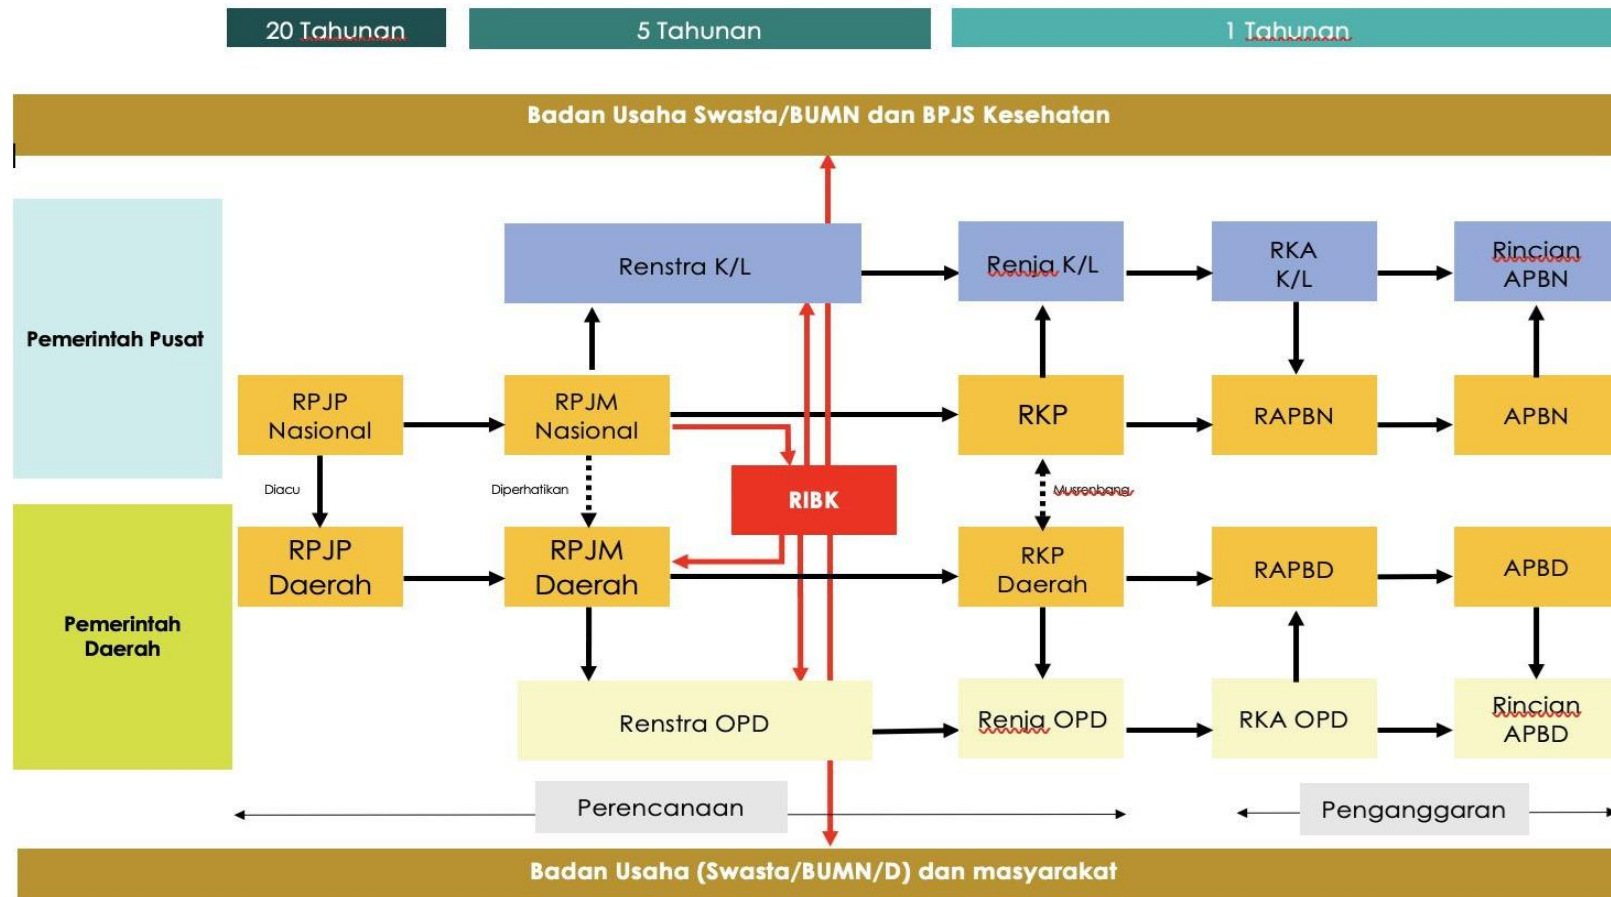 20 Tahunan
5 Tahunan
1 Tahunan
Badan Usaha Swasta/BUMN dan BPJS Kesehatan
Pemerintah Pusat
Renstra K/L
Renja K/L
RKA
K/L
Rincian
APBN
RPJP
Nasional
RPJM
Nasional
RKP
RAPBN
APBN
Diacu
Diperhatikan
RIBK
Musrenbang
Pemerintah
Daerah
RPJP
Daerah
RPJM
Daerah
RKP
Daerah
RAPBD
APBD
Renstra OPD
Renja OPD
RKA OPD
Rincian
APBD
Perencanaan
Penganggaran
Badan Usaha (Swasta/BUMN/D) dan masyarakat